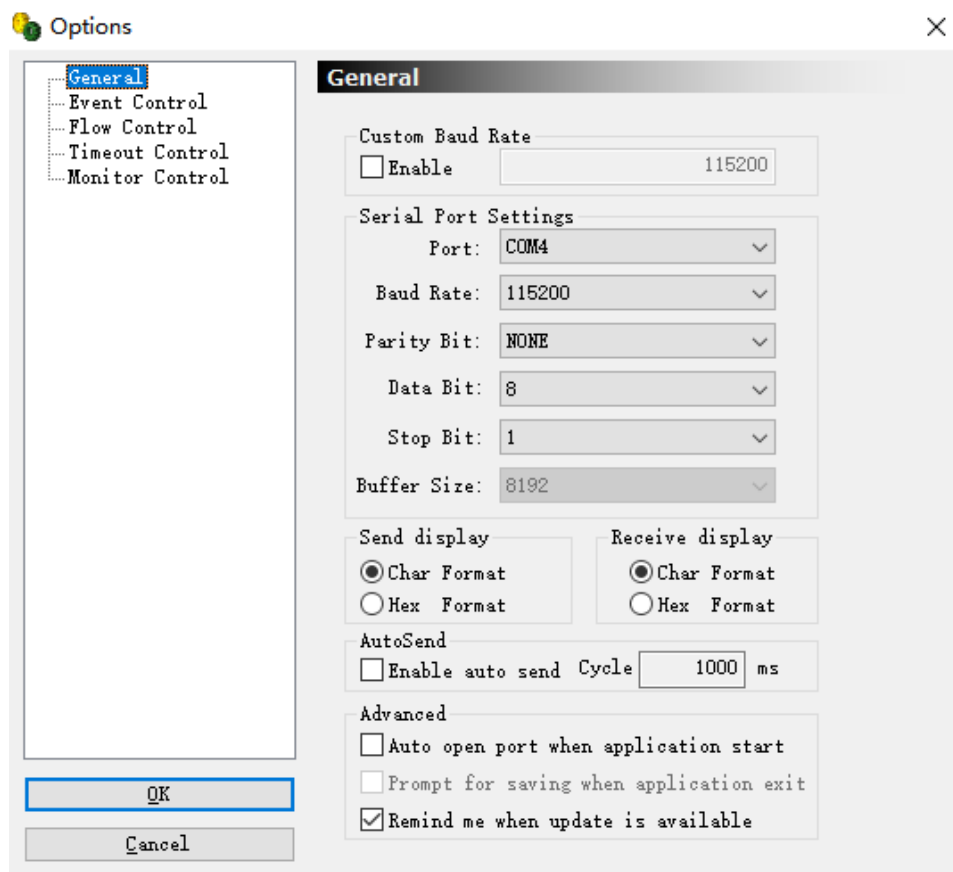 Options
General
Event Control
Flow Control
Timeout Control
Monitor Control
OK
Cancel
General
Custom Baud Rate
Enable 115200
Serial Port Settings
Port: COM4
Baud Rate: 115200
Parity Bit: NONE
Data Bit: 8
Stop Bit: 1
Buffer Size: 8192
Send display
Char Format
Hex Format
Receive display
Char Format
Hex Format
AutoSend
Enable auto send Cycle 1000 ms
Advanced
Auto open port when application start
Prompt for saving when application exit
Remind me when update is available